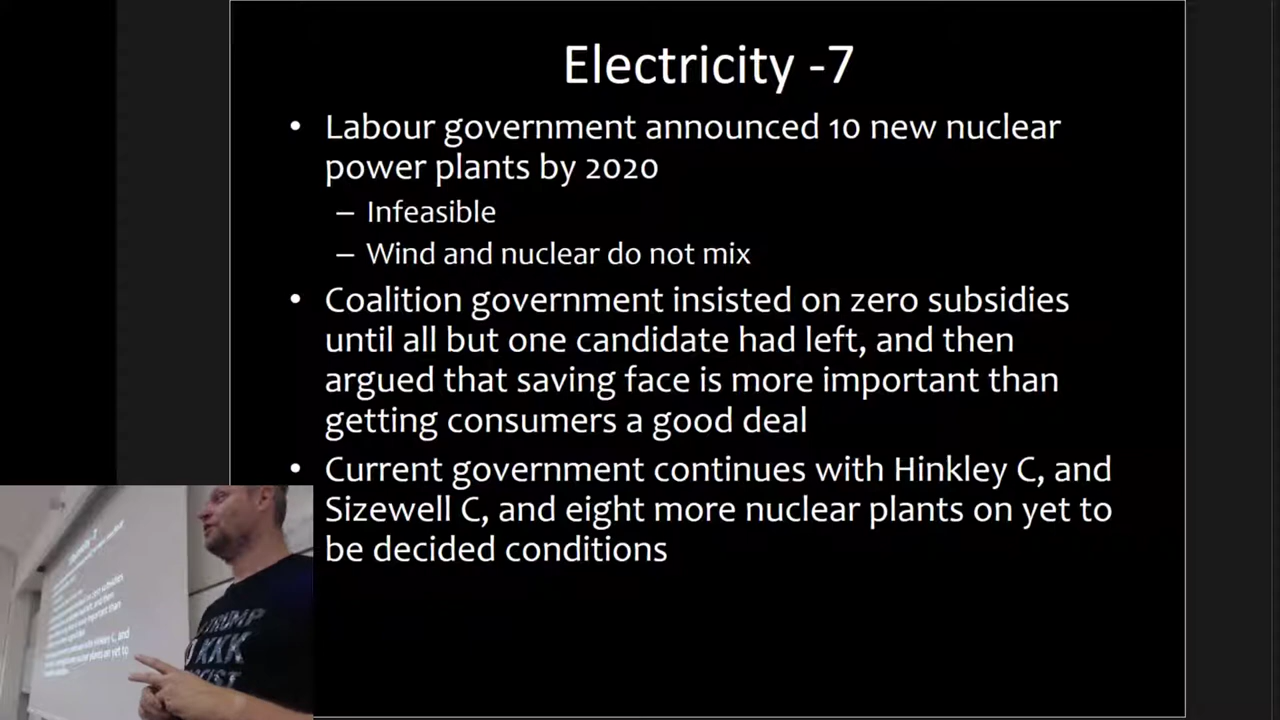 Electricity -7
• Labour government announced 10 new nuclear
power plants by 2020
– Infeasible
– Wind and nuclear do not mix
• Coalition government insisted on zero subsidies
until all but one candidate had left, and then
argued that saving face is more important than
getting consumers a good deal
• Current government continues with Hinkley C, and
Sizewell C, and eight more nuclear plants on yet to
be decided conditions
TRUMP
KKK